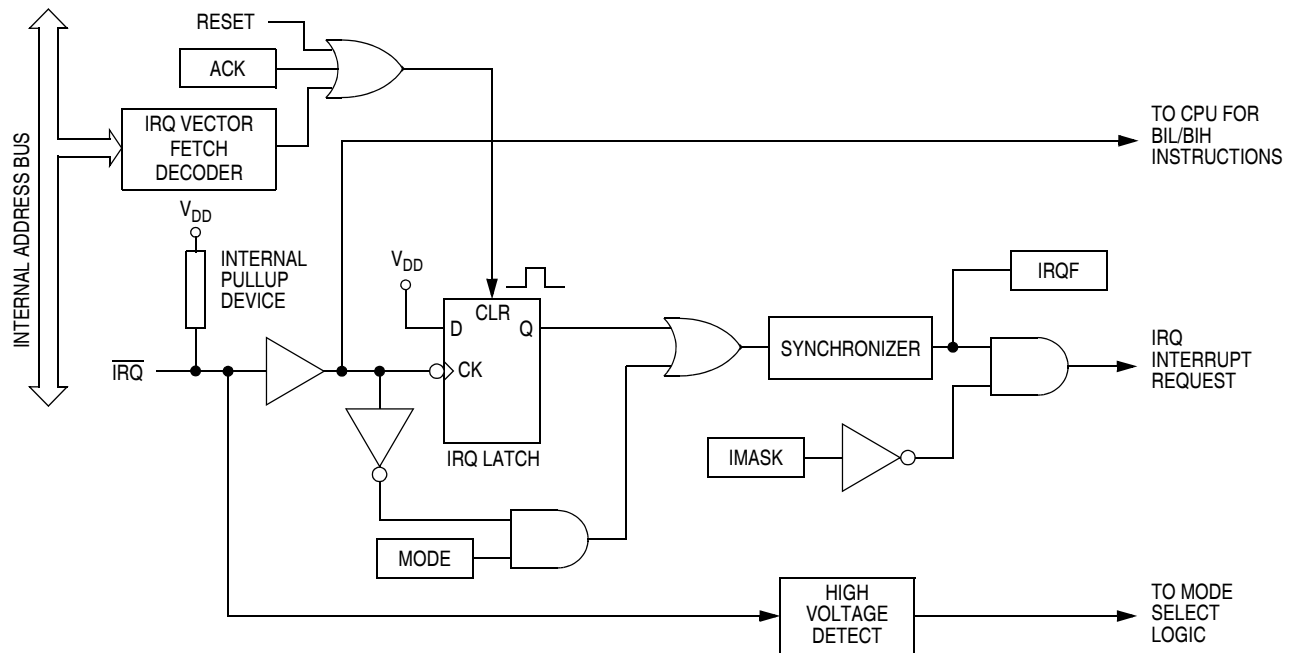 INTERNAL ADDRESS BUS
RESET
ACK
IRQ VECTOR
FETCH
DECODER
TO CPU FOR
BIL/BIH
INSTRUCTIONS
VDD
INTERNAL
PULLUP
DEVICE
VDD
CLR
D
Q
CK
IRQ LATCH
IRQ
SYNCHRONIZER
IRQF
IRQ
INTERRUPT
REQUEST
IMASK
MODE
HIGH
VOLTAGE
DETECT
TO MODE
SELECT
LOGIC